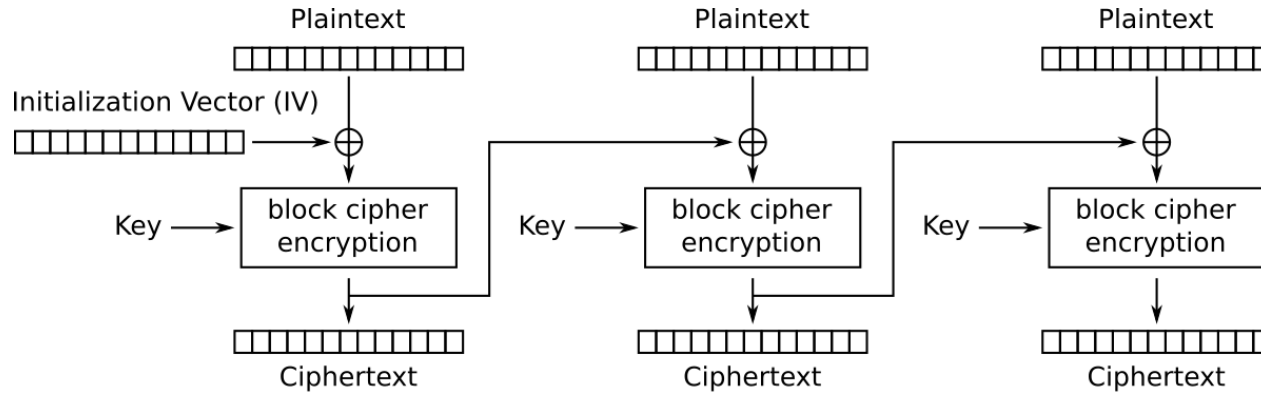 Plaintext
Plaintext
Plaintext
Initialization Vector (IV)
Key
block cipher
encryption
Key
block cipher
encryption
Key
block cipher
encryption
Ciphertext
Ciphertext
Ciphertext